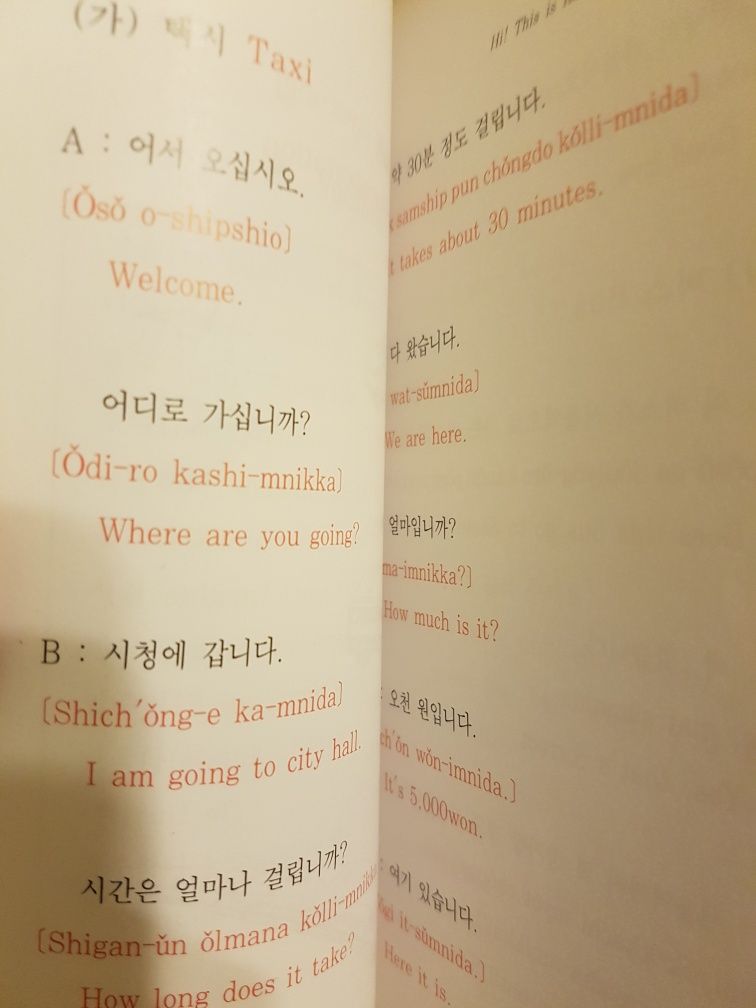 (가) 택시 Taxi
A : 어서 오십시오.
[Ŏsŏ o-shipshio]
Welcome.
어디로 가십니까?
[Ŏdi-ro kashi-mnikka]
Where are you going?
B : 시청에 갑니다.
[Shich'ŏng-e ka-mnida]
I am going to city hall.
시간은 얼마나 걸립니까?
[Shigan-ŭn ŏlmana kŏlli-mnikka
How long does it take?
Hi! This is
약 30분 정도 걸립니다.
samship pun chŏngdo kŏlli-mnida]
t takes about 30 minutes.
다 왔습니다.
wat-sŭmnida]
We are here.
얼마입니까?
ma-imnikka?]
How much is it?
: 오천 원입니다.
ch'ŏn wŏn-imnida.]
It's 5,000won.
: 여기 있습니다.
ŏgi it-sŭmnida.]
Here it is.